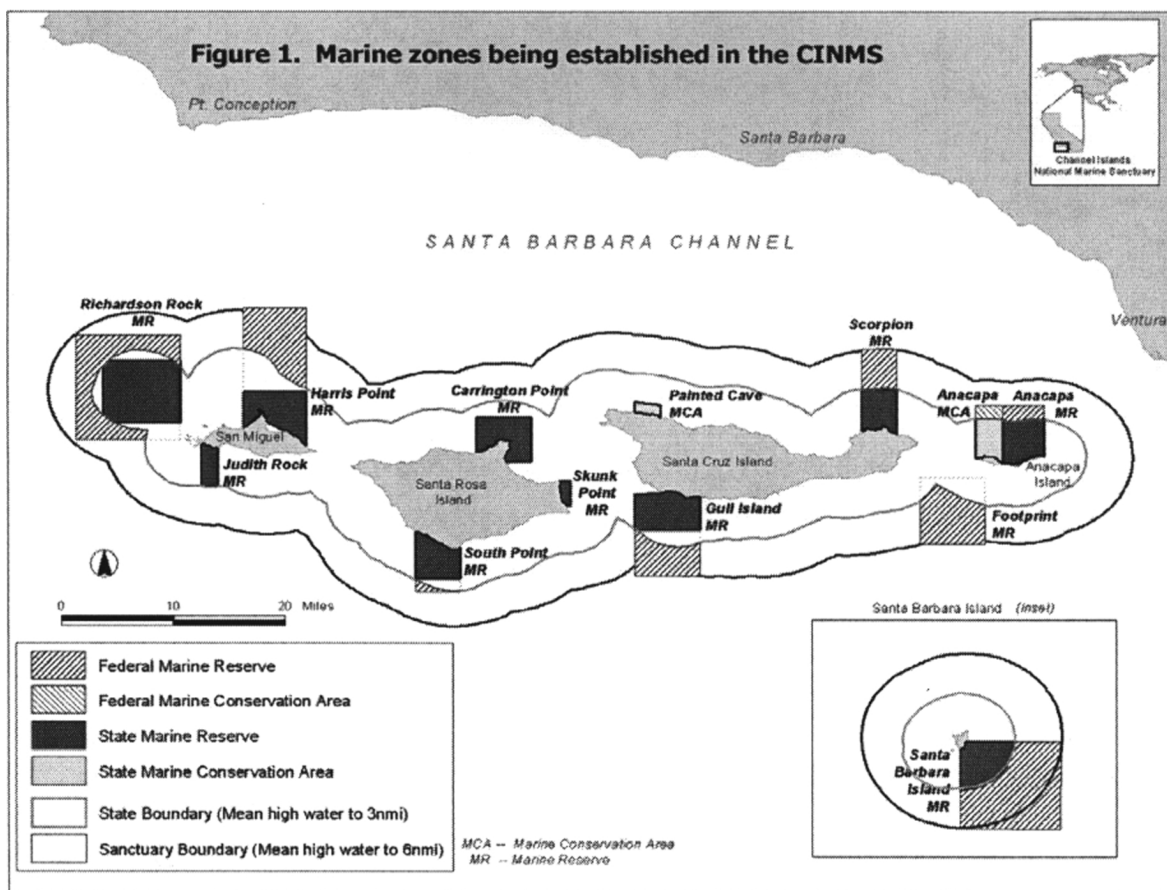 Figure 1. Marine zones being established in the CINMS
Pt. Conception
Santa Barbara
Channel Islands
National Marine Sanctuary
SANTA BARBARA CHANNEL
Ventura
Richardson Rock
MR
Harris Point
MR
Carrington Point
MR
Painted Cave
MCA
Scorpion
MR
Anacapa
MCA
Anacapa
MR
San Miguel
Judith Rock
MR
Santa Rosa
Island
Skunk
Point
MR
Santa Cruz Island
Gull Island
MR
Anacapa
Island
Footprint
MR
South Point
MR
0 10 20 Miles
Santa Barbara Island (inset)
Santa
Barbara
Island
MR
Federal Marine Reserve
Federal Marine Conservation Area
State Marine Reserve
State Marine Conservation Area
State Boundary (Mean high water to 3nmi)
Sanctuary Boundary (Mean high water to 6nmi)
MCA -- Marine Conservation Area
MR -- Marine Reserve